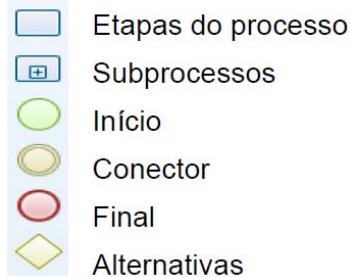 Etapas do processo
Subprocessos
Início
Conector
Final
Alternativas